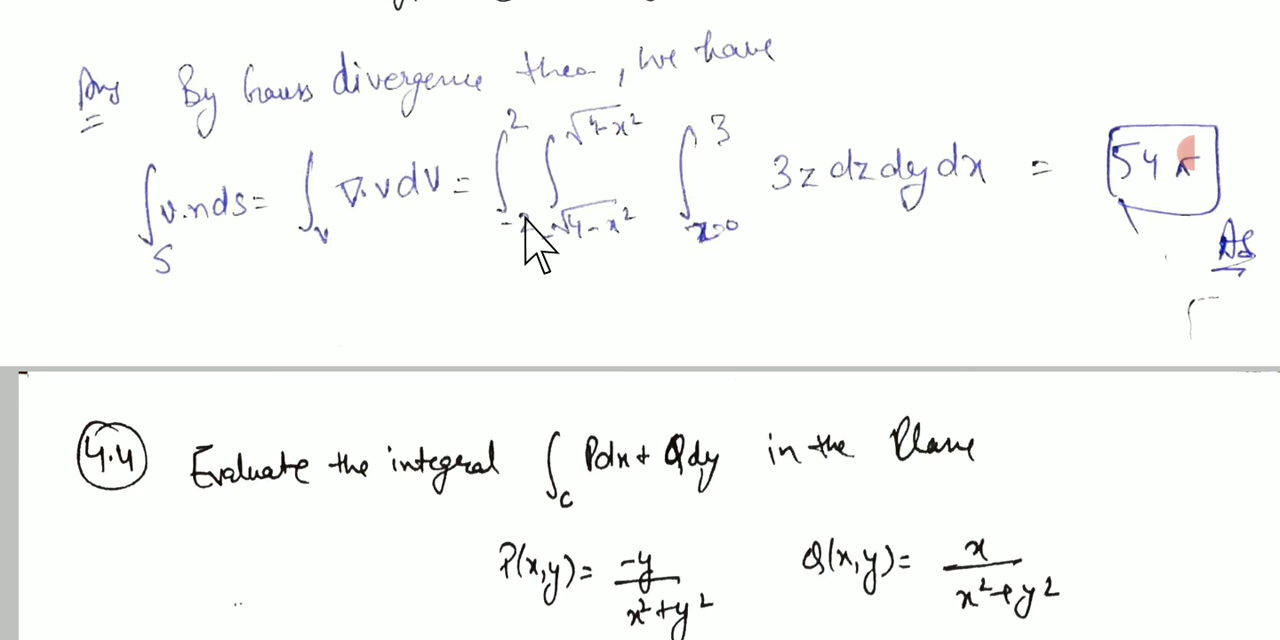 Ans By Gauss divergence theo, we have
∫_S v.nds = ∫_v ∇.v dV = ∫_{-2}^{2} ∫_{-√4-x²}^{√4-x²} ∫_{z=0}^{3} 3z dz dy dx = 54π
4.4 Evaluate the integral ∫_C Pdx + Qdy in the Plane
P(x,y) = -y/(x²+y²) Q(x,y) = x/(x²+y²)